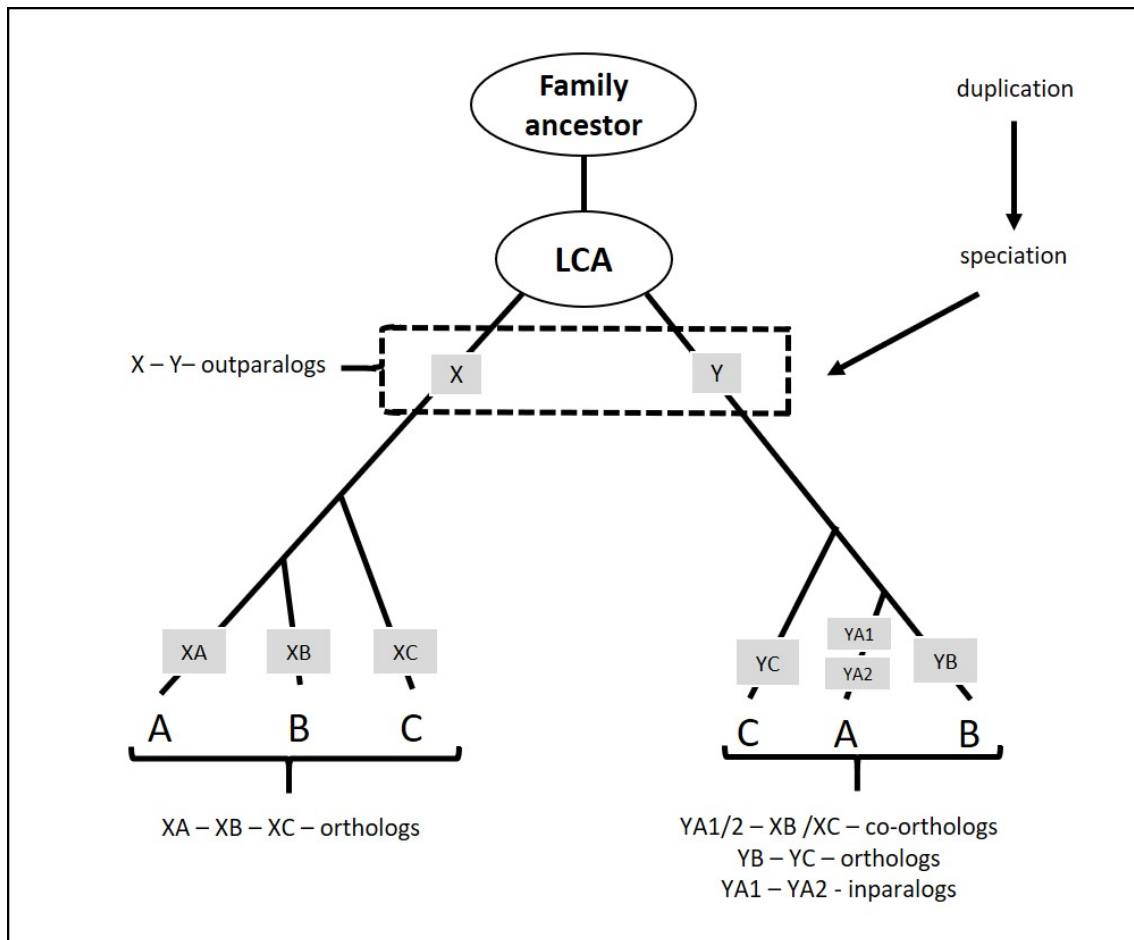 Family
ancestor
duplication
LCA
speciation
X – Y– outparalogs
X
Y
XA
XB
XC
YC
YA1
YA2
YB
A
B
C
C
A
B
XA – XB – XC – orthologs
YA1/2 – XB /XC – co-orthologs
YB – YC – orthologs
YA1 – YA2 - inparalogs